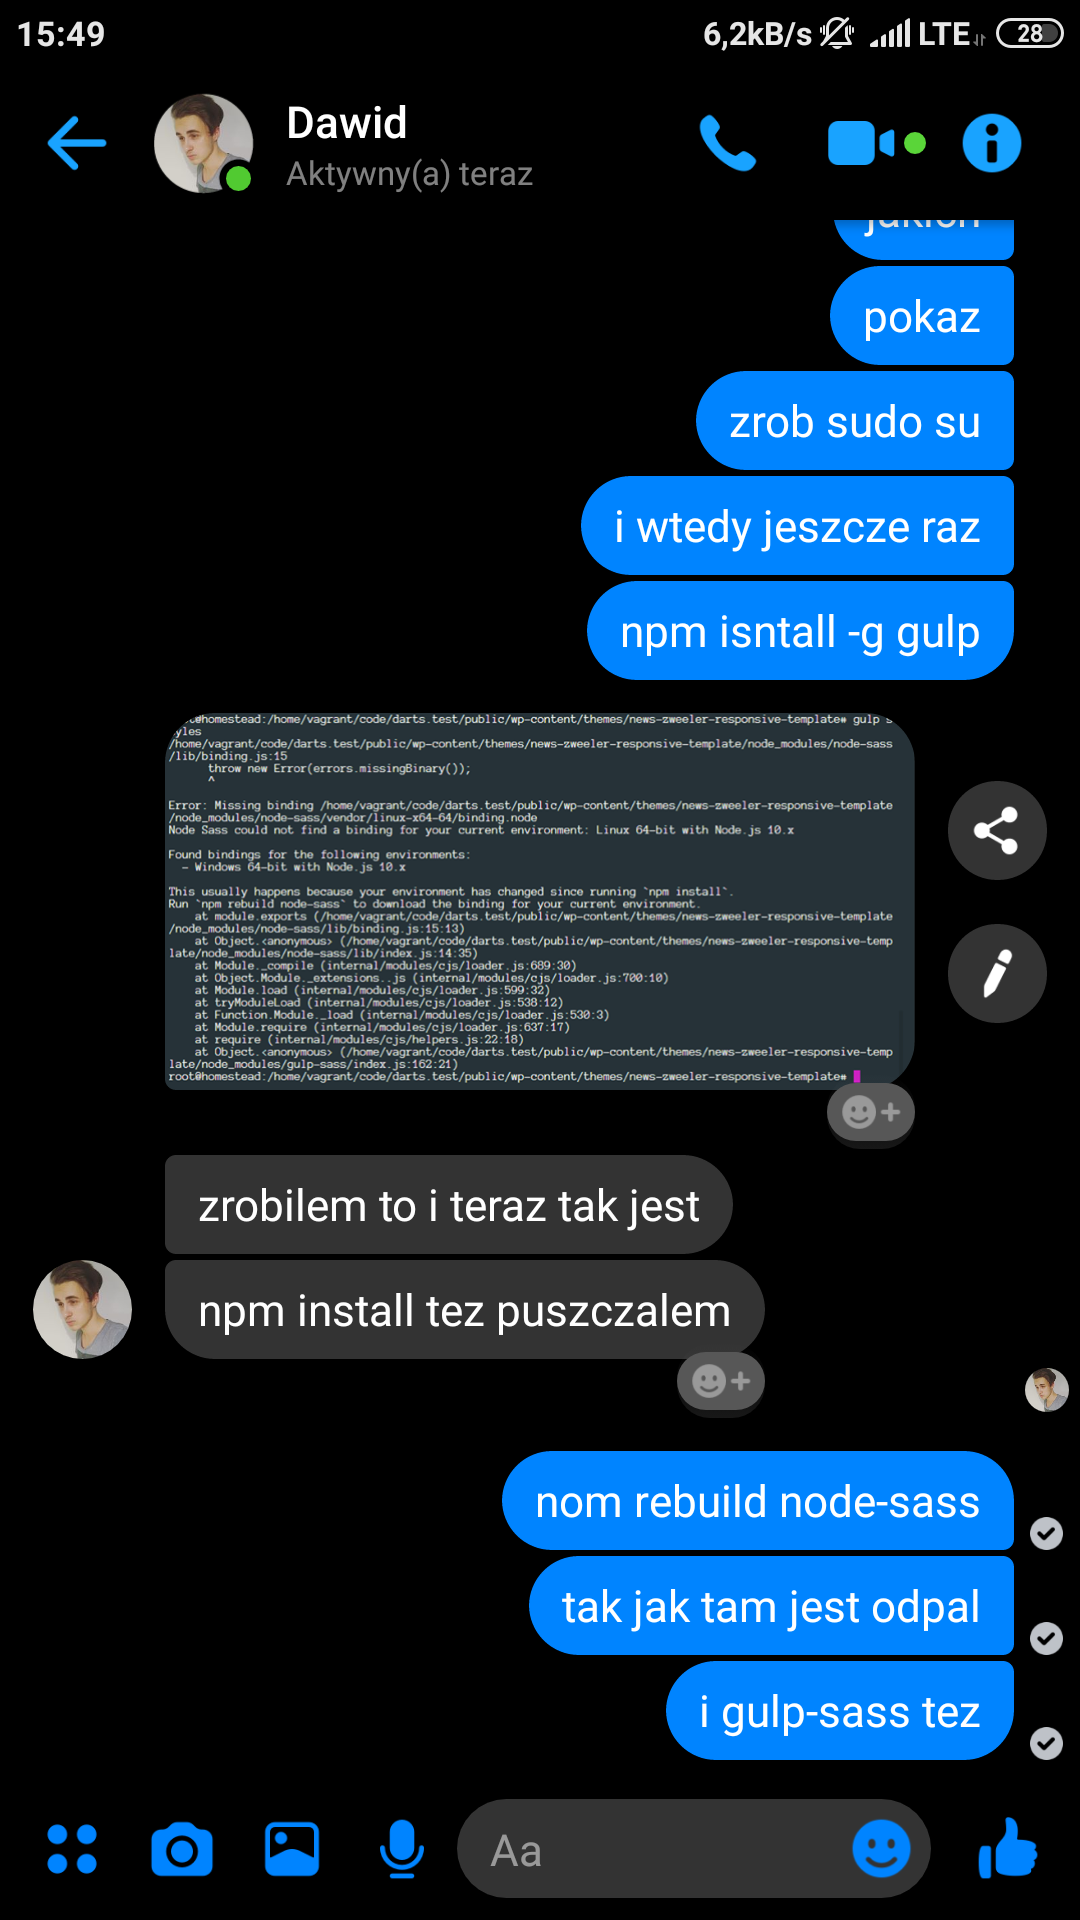 15:49
6,2kB/s LTE 28
Dawid
Aktywny(a) teraz
pokaz
zrob sudo su
i wtedy jeszcze raz
npm isntall -g gulp
homestead:/home/vagrant/code/darts.test/public/wp-content/themes/news-zweeler-responsive-template# gulp s
yles
/home/vagrant/code/darts.test/public/wp-content/themes/news-zweeler-responsive-template/node_modules/node-sass
/lib/binding.js:15
throw new Error(errors.missingBinary());
^
Error: Missing binding /home/vagrant/code/darts.test/public/wp-content/themes/news-zweeler-responsive-template
/node_modules/node-sass/vendor/linux-x64-64/binding.node
Node Sass could not find a binding for your current environment: Linux 64-bit with Node.js 10.x
Found bindings for the following environments:
- Windows 64-bit with Node.js 10.x
This usually happens because your environment has changed since running `npm install`.
Run `npm rebuild node-sass` to download the binding for your current environment.
at module.exports (/home/vagrant/code/darts.test/public/wp-content/themes/news-zweeler-responsive-template
/node_modules/node-sass/lib/binding.js:15:13)
at Object.<anonymous> (/home/vagrant/code/darts.test/public/wp-content/themes/news-zweeler-responsive-temp
late/node_modules/node-sass/lib/index.js:14:35)
at Module._compile (internal/modules/cjs/loader.js:689:30)
at Object.Module._extensions..js (internal/modules/cjs/loader.js:700:10)
at Module.load (internal/modules/cjs/loader.js:599:32)
at tryModuleLoad (internal/modules/cjs/loader.js:538:12)
at Function.Module._load (internal/modules/cjs/loader.js:530:3)
at Module.require (internal/modules/cjs/loader.js:637:17)
at require (internal/modules/cjs/helpers.js:22:18)
at Object.<anonymous> (/home/vagrant/code/darts.test/public/wp-content/themes/news-zweeler-responsive-temp
late/node_modules/gulp-sass/index.js:162:21)
root@homestead:/home/vagrant/code/darts.test/public/wp-content/themes/news-zweeler-responsive-template#
zrobilem to i teraz tak jest
npm install tez puszczalem
nom rebuild node-sass
tak jak tam jest odpal
i gulp-sass tez
Aa